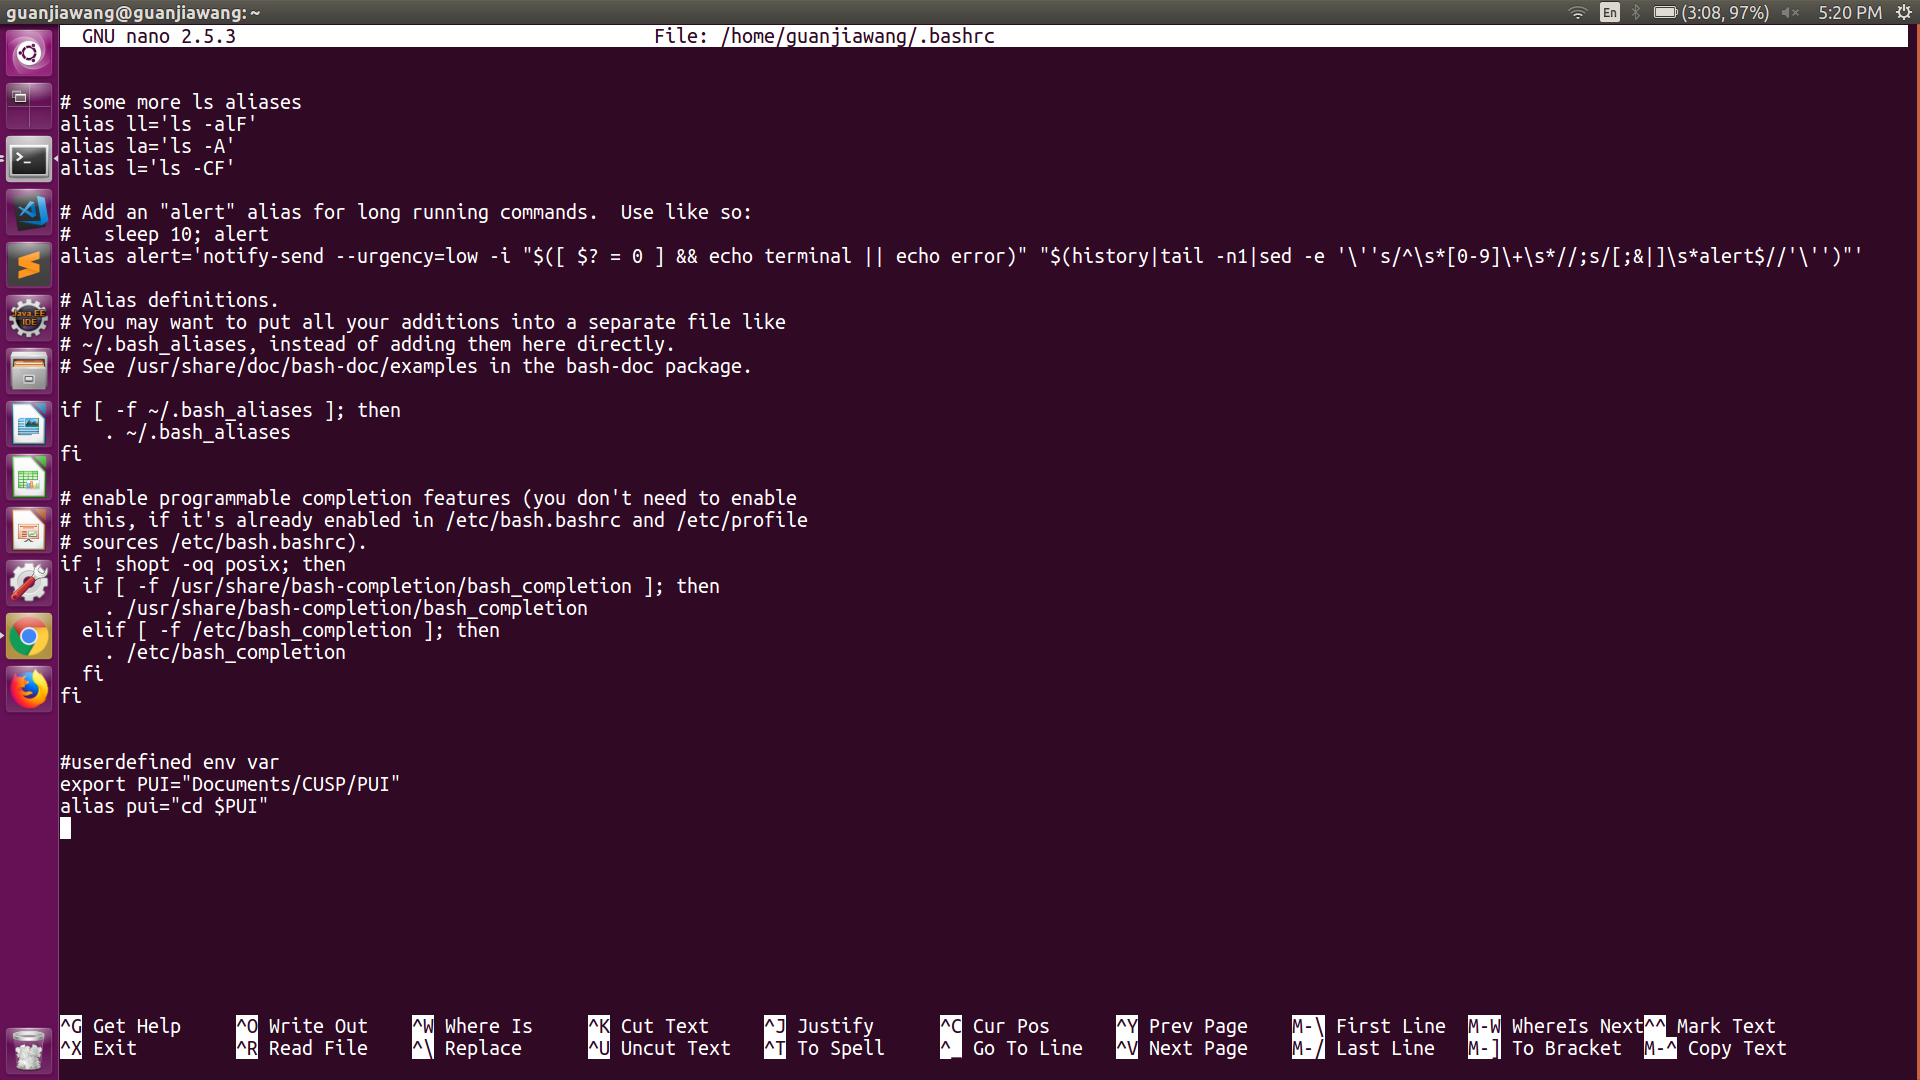 guanjiawang@guanjiawang: ~
En (3:08, 97%) 5:20 PM
GNU nano 2.5.3 File: /home/guanjiawang/.bashrc
# some more ls aliases
alias ll='ls -alF'
alias la='ls -A'
alias l='ls -CF'
# Add an "alert" alias for long running commands.  Use like so:
#   sleep 10; alert
alias alert='notify-send --urgency=low -i "$([ $? = 0 ] && echo terminal || echo error)" "$(history|tail -n1|sed -e '\''s/^\s*[0-9]\+\s*//;s/[;&|]\s*alert$//'\'')"'
# Alias definitions.
# You may want to put all your additions into a separate file like
# ~/.bash_aliases, instead of adding them here directly.
# See /usr/share/doc/bash-doc/examples in the bash-doc package.
if [ -f ~/.bash_aliases ]; then
    . ~/.bash_aliases
fi
# enable programmable completion features (you don't need to enable
# this, if it's already enabled in /etc/bash.bashrc and /etc/profile
# sources /etc/bash.bashrc).
if ! shopt -oq posix; then
  if [ -f /usr/share/bash-completion/bash_completion ]; then
    . /usr/share/bash-completion/bash_completion
  elif [ -f /etc/bash_completion ]; then
    . /etc/bash_completion
  fi
fi
#userdefined env var
export PUI="Documents/CUSP/PUI"
alias pui="cd $PUI"
^G Get Help ^O Write Out ^W Where Is ^K Cut Text ^J Justify ^C Cur Pos ^Y Prev Page M-\ First Line M-W WhereIs Next ^^ Mark Text
^X Exit ^R Read File ^\ Replace ^U Uncut Text ^T To Spell ^_ Go To Line ^V Next Page M-/ Last Line M-] To Bracket M-^ Copy Text
Java EE
IDE